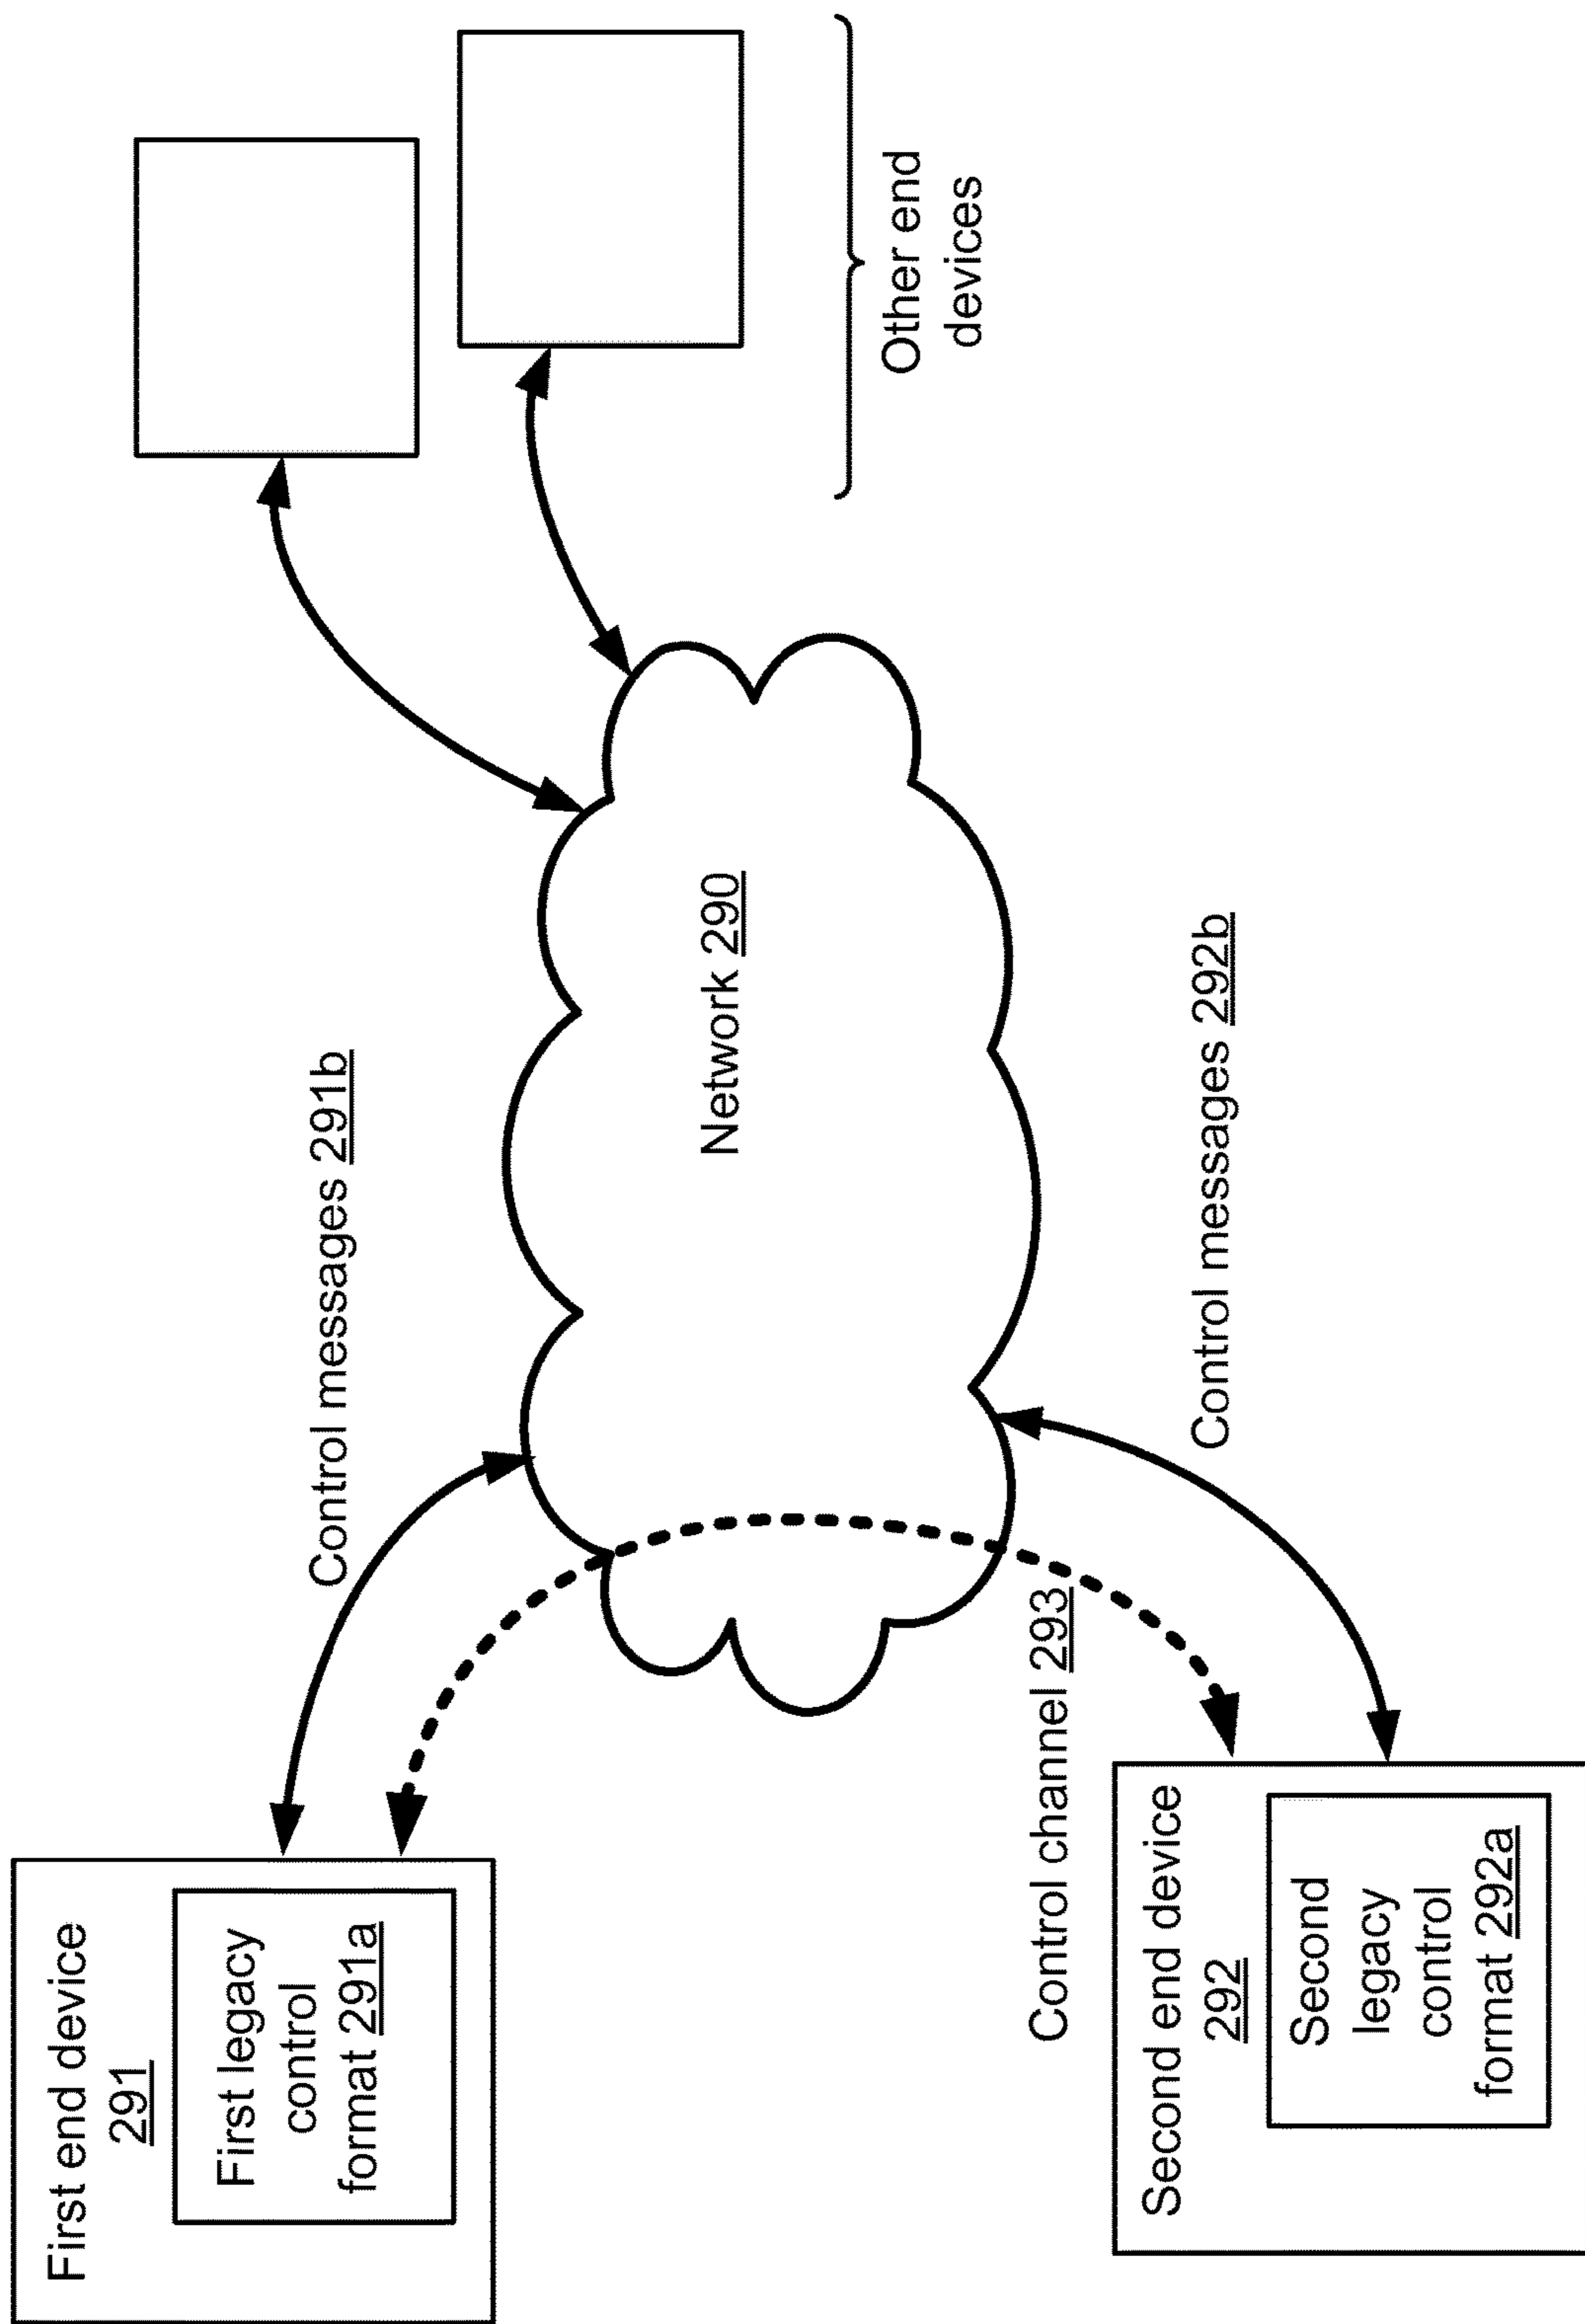 First end device
291
First legacy
control
format 291a
Control messages 291b
Network 290
Other end
devices
Control channel 293
Control messages 292b
Second end device
292
Second
legacy
control
format 292a